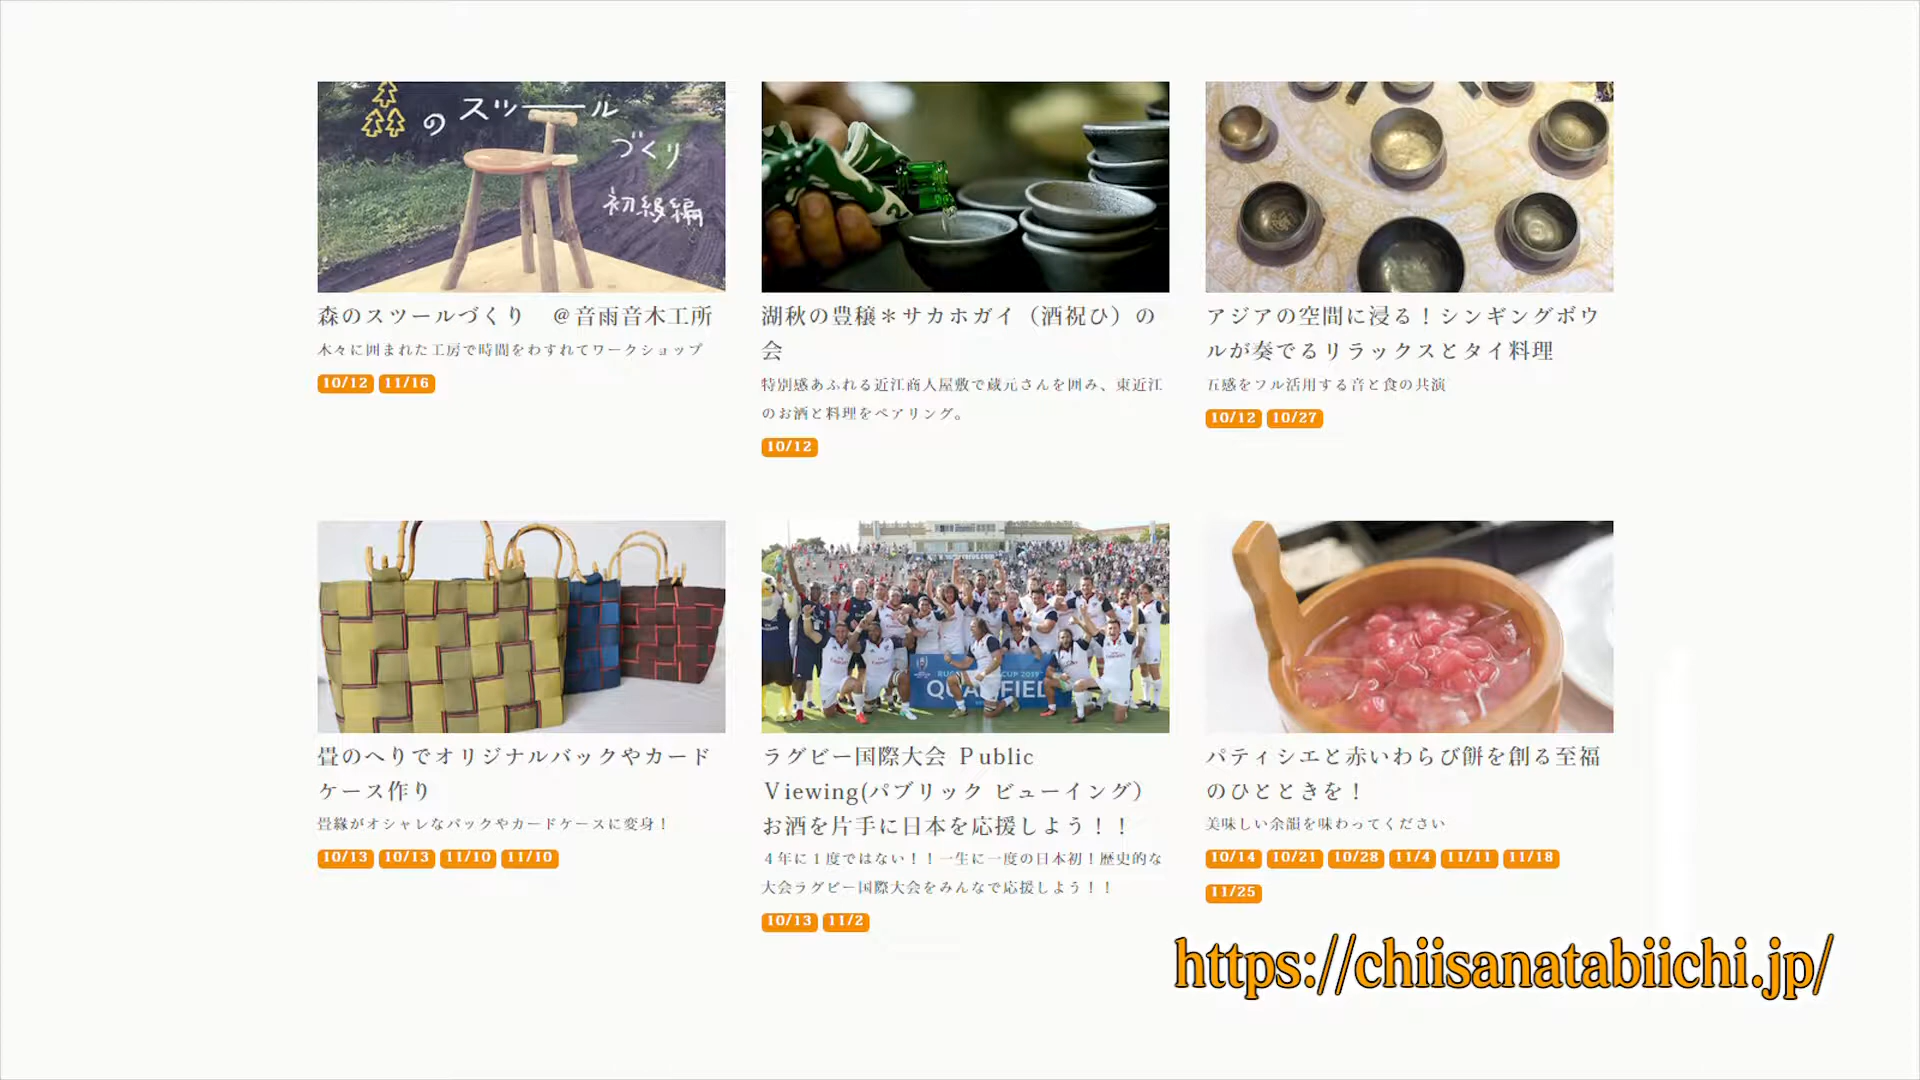 のスツール
づくり
初級編
森のスツールづくり　＠音雨音木工所
木々に囲まれた工房で時間をわすれてワークショップ
10/12 11/16
湖秋の豊穣＊サカホガイ（酒祝ひ）の
会
特別感あふれる近江商人屋敷で蔵元さんを囲み、東近江
のお酒と料理をペアリング。
10/12
アジアの空間に浸る！シンギングボウ
ルが奏でるリラックスとタイ料理
五感をフル活用する音と食の共演
10/12 10/27
畳のへりでオリジナルバックやカード
ケース作り
畳縁がオシャレなバックやカードケースに変身！
10/13 10/13 11/10 11/10
CUP 2019
ラグビー国際大会 Ｐublic
Ｖiewing(パブリック ビューイング）
お酒を片手に日本を応援しよう！！
４年に１度ではない！！一生に一度の日本初！歴史的な
大会ラグビー国際大会をみんなで応援しよう！！
10/13 11/2
パティシエと赤いわらび餅を創る至福
のひとときを！
美味しい余韻を味わってください
10/14 10/21 10/28 11/4 11/11 11/18
11/25
https://chiisanatabiichi.jp/